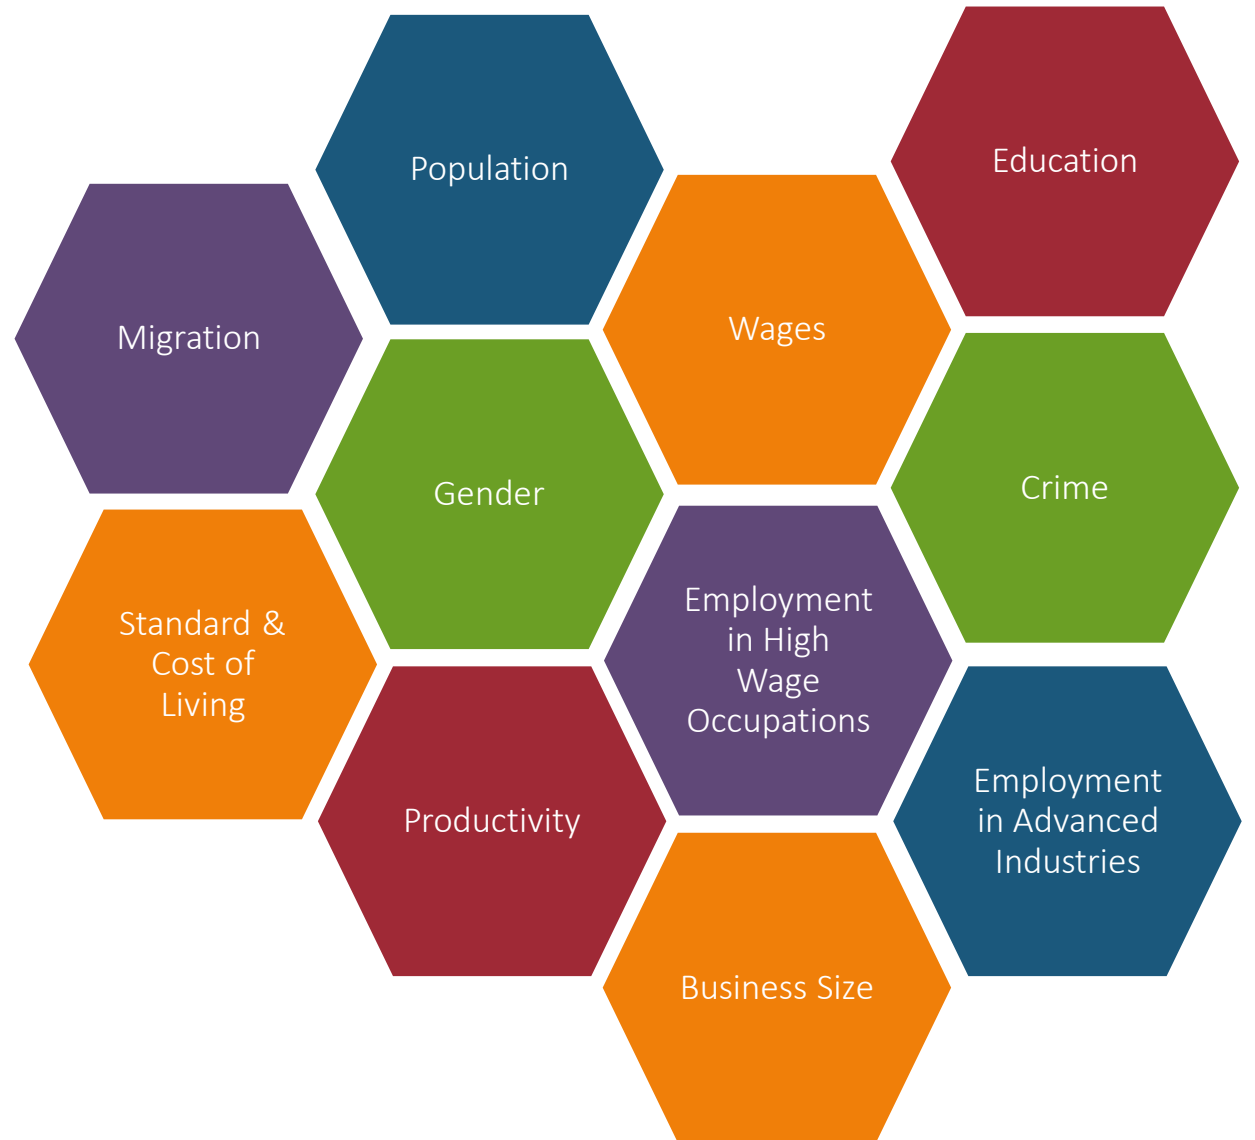 Population
Education
Migration
Wages
Gender
Crime
Standard &
Cost of
Living
Employment
in High
Wage
Occupations
Productivity
Employment
in Advanced
Industries
Business Size